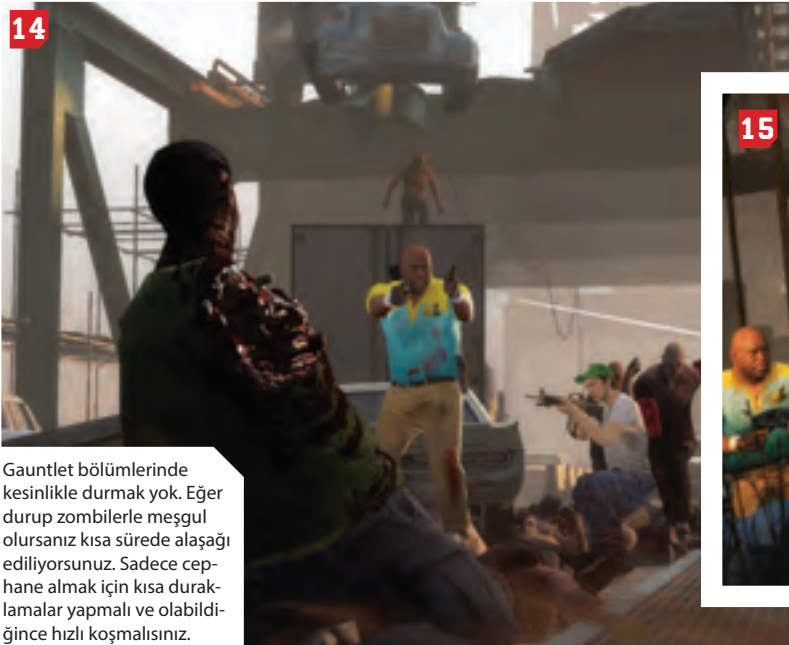 14
15
Gauntlet bölümlerinde
kesinlikle durmak yok. Eğer
durup zombilerle meşgul
olursanız kısa sürede alaşağı
ediliyorsunuz. Sadece cep-
hane almak için kısa durak-
lamalar yapmalı ve olabildi-
ğince hızlı koşmalısınız.